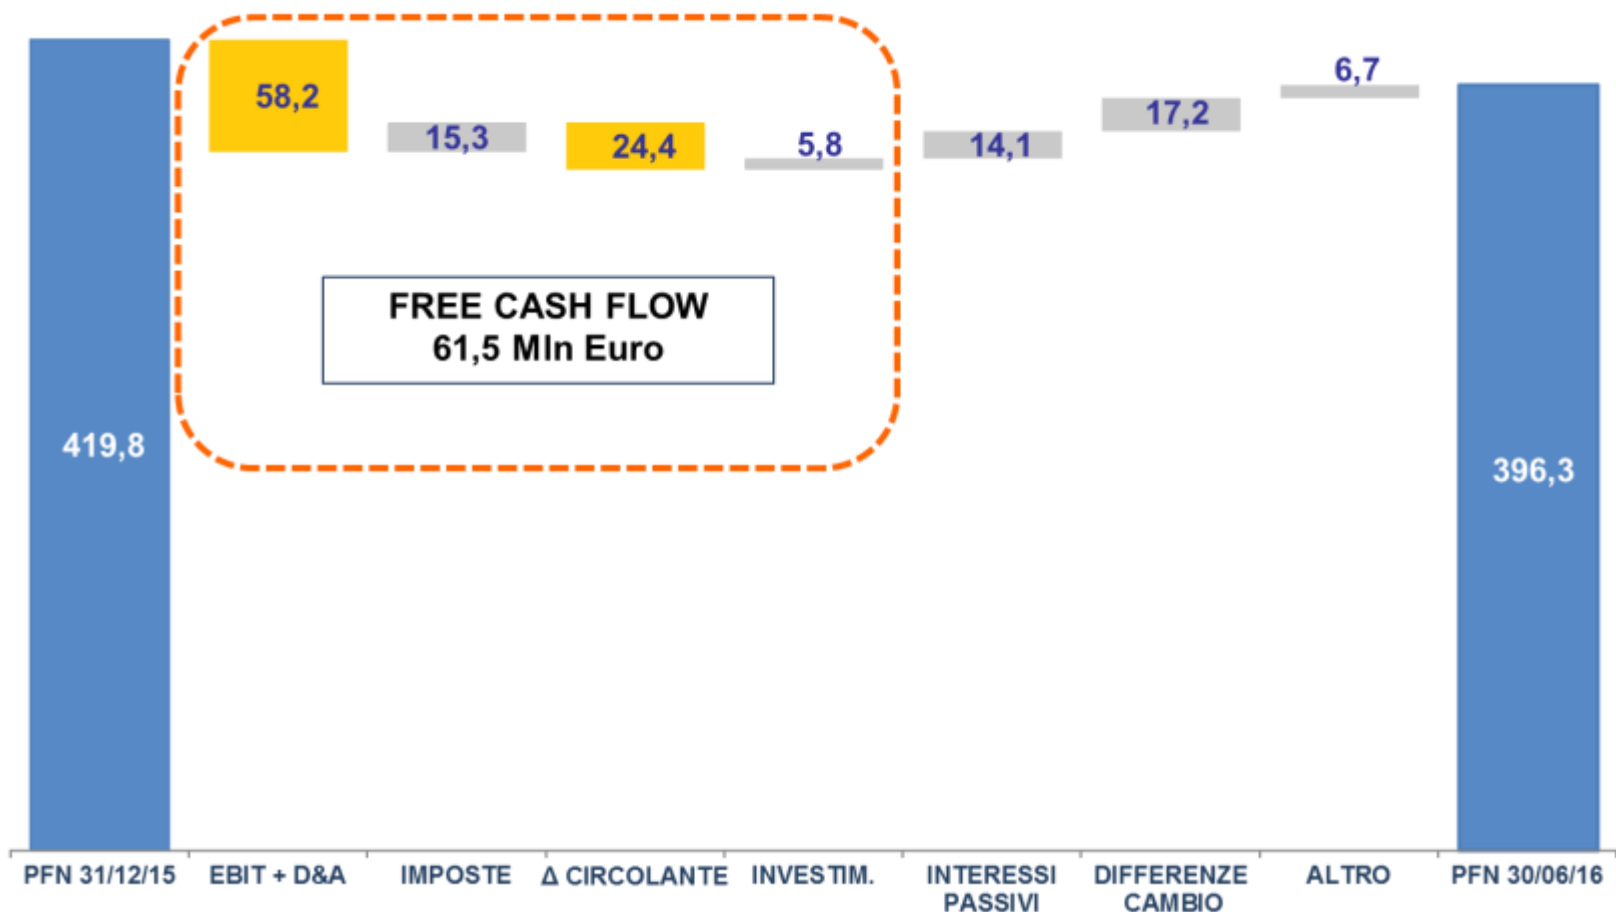 58,2
15,3
24,4
5,8
14,1
17,2
6,7
FREE CASH FLOW
61,5 Mln Euro
419,8
396,3
PFN 31/12/15
EBIT + D&A
IMPOSTE
Δ CIRCOLANTE
INVESTIM.
INTERESSI
PASSIVI
DIFFERENZE
CAMBIO
ALTRO
PFN 30/06/16